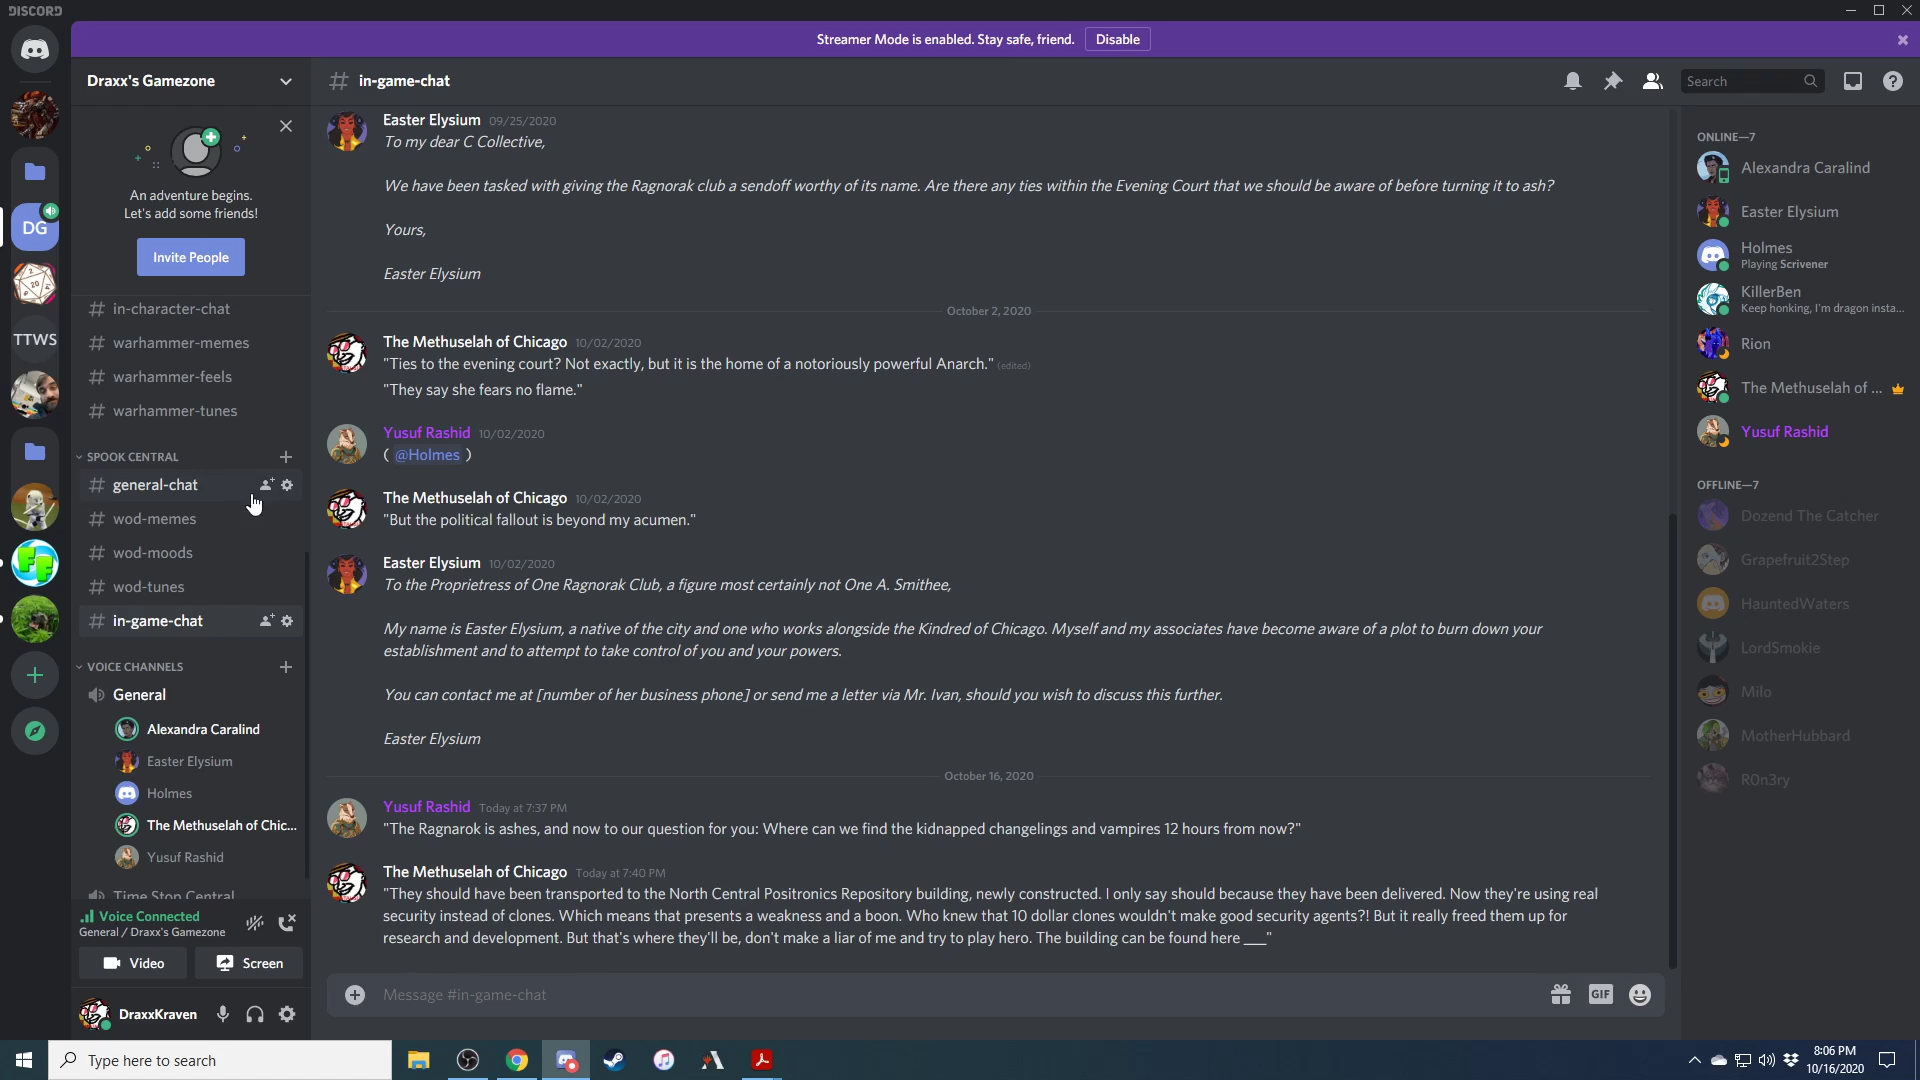 DISCORD
Streamer Mode is enabled. Stay safe, friend.
Disable
Draxx's Gamezone
in-game-chat
Search
An adventure begins.
Let's add some friends!
Invite People
DG
TTWS
FF
in-character-chat
warhammer-memes
warhammer-feels
warhammer-tunes
SPOOK CENTRAL
general-chat
wod-memes
wod-moods
wod-tunes
in-game-chat
VOICE CHANNELS
General
Alexandra Caralind
Easter Elysium
Holmes
The Methuselah of Chic...
Yusuf Rashid
Time Stop Central
Voice Connected
General / Draxx's Gamezone
Video
Screen
DraxxKraven
Easter Elysium 09/25/2020
To my dear C Collective,
We have been tasked with giving the Ragnorak club a sendoff worthy of its name. Are there any ties within the Evening Court that we should be aware of before turning it to ash?
Yours,
Easter Elysium
October 2, 2020
The Methuselah of Chicago 10/02/2020
"Ties to the evening court? Not exactly, but it is the home of a notoriously powerful Anarch." (edited)
"They say she fears no flame."
Yusuf Rashid 10/02/2020
( @Holmes )
The Methuselah of Chicago 10/02/2020
"But the political fallout is beyond my acumen."
Easter Elysium 10/02/2020
To the Proprietress of One Ragnorak Club, a figure most certainly not One A. Smithee,
My name is Easter Elysium, a native of the city and one who works alongside the Kindred of Chicago. Myself and my associates have become aware of a plot to burn down your
establishment and to attempt to take control of you and your powers.
You can contact me at [number of her business phone] or send me a letter via Mr. Ivan, should you wish to discuss this further.
Easter Elysium
October 16, 2020
Yusuf Rashid Today at 7:37 PM
"The Ragnarok is ashes, and now to our question for you: Where can we find the kidnapped changelings and vampires 12 hours from now?"
The Methuselah of Chicago Today at 7:40 PM
"They should have been transported to the North Central Positronics Repository building, newly constructed. I only say should because they have been delivered. Now they're using real
security instead of clones. Which means that presents a weakness and a boon. Who knew that 10 dollar clones wouldn't make good security agents?! But it really freed them up for
research and development. But that's where they'll be, don't make a liar of me and try to play hero. The building can be found here ___"
Message #in-game-chat
GIF
ONLINE—7
Alexandra Caralind
Easter Elysium
Holmes
Playing Scrivener
KillerBen
Keep honking, I'm dragon insta...
Rion
The Methuselah of ...
Yusuf Rashid
OFFLINE—7
Dozend The Catcher
Grapefruit2Step
HauntedWaters
LordSmokie
Milo
MotherHubbard
R0n3ry
Type here to search
8:06 PM
10/16/2020